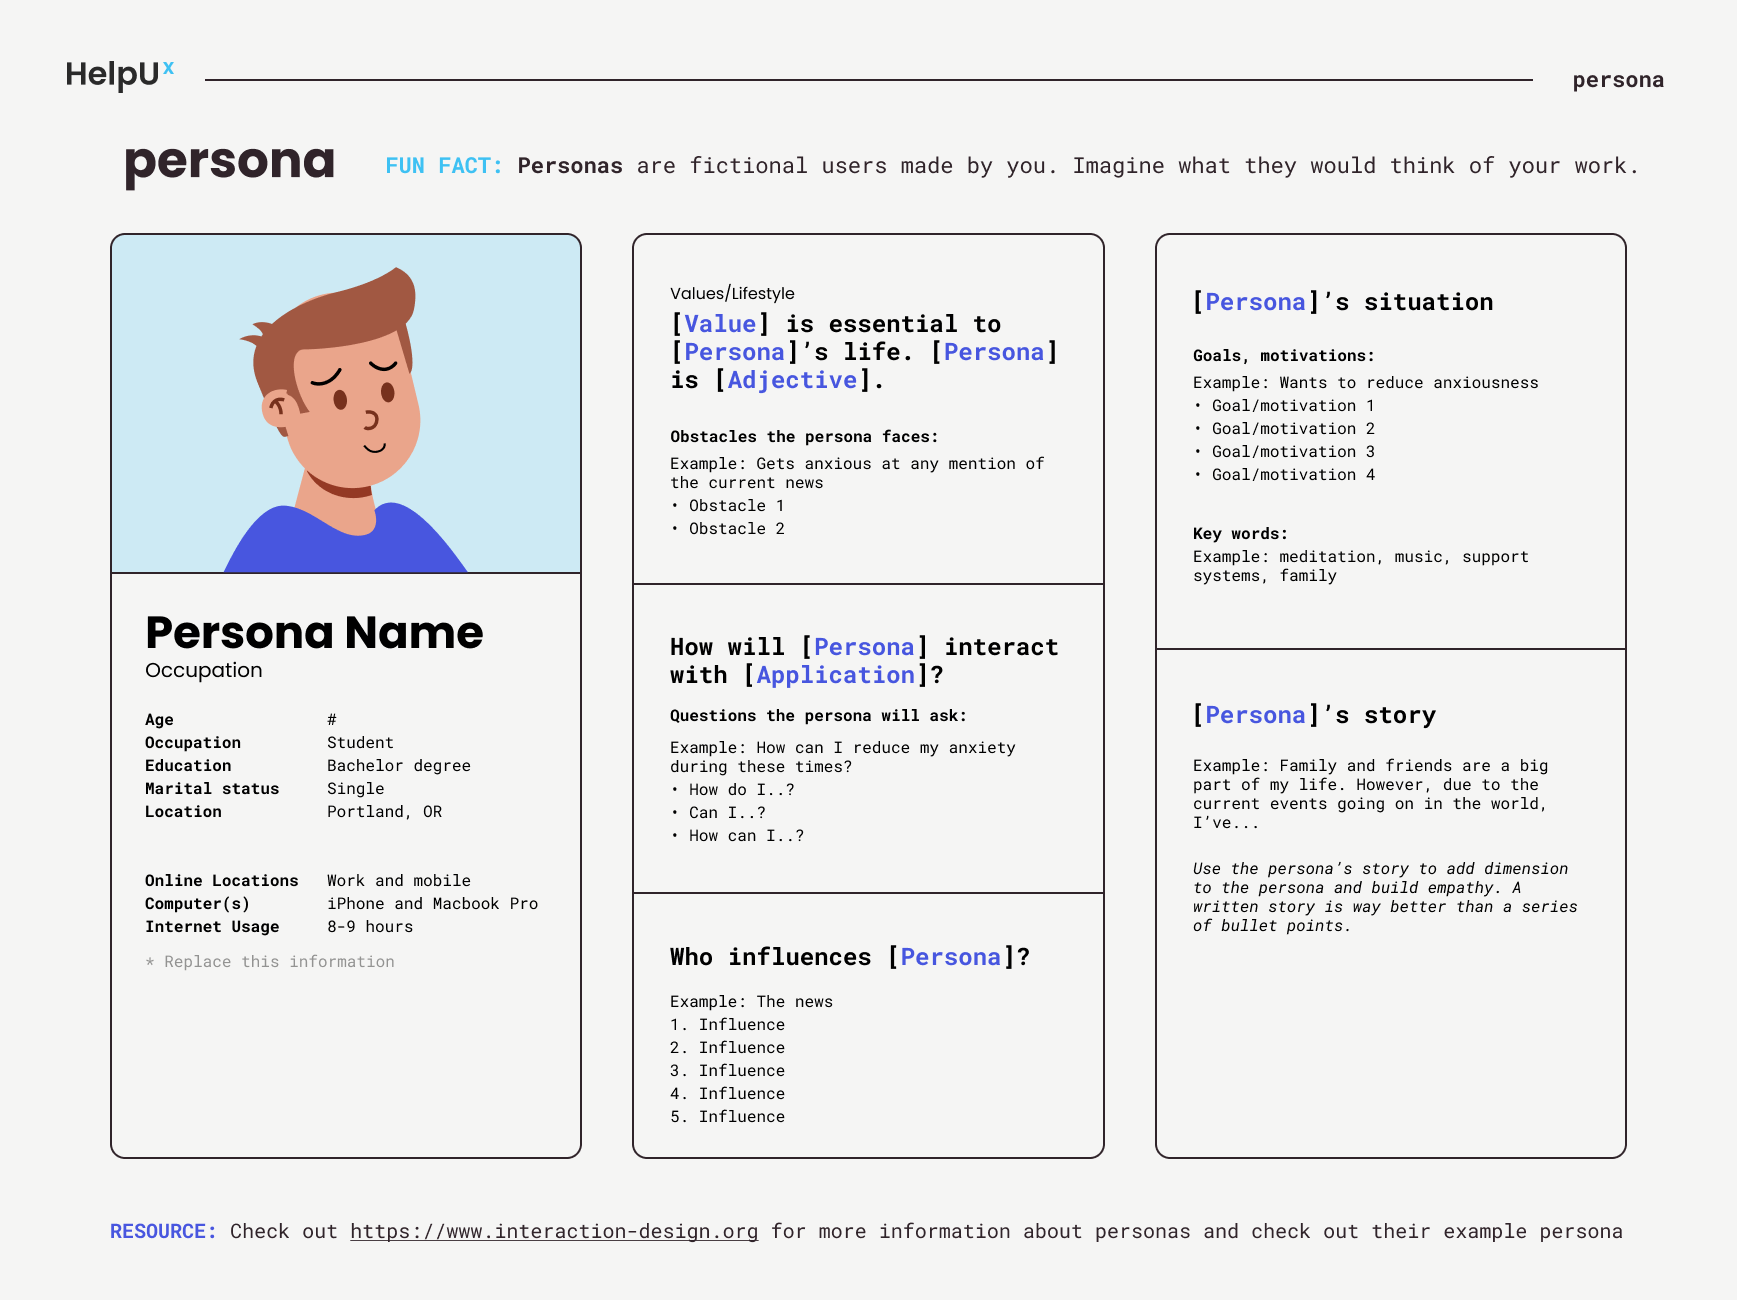 HelpUx
persona
persona
FUN FACT: Personas are fictional users made by you. Imagine what they would think of your work.
Persona Name
Occupation
Age #
Occupation Student
Education Bachelor degree
Marital status Single
Location Portland, OR
Online Locations Work and mobile
Computer(s) iPhone and Macbook Pro
Internet Usage 8-9 hours
* Replace this information
Values/Lifestyle
[Value] is essential to
[Persona]’s life. [Persona]
is [Adjective].
Obstacles the persona faces:
Example: Gets anxious at any mention of
the current news
• Obstacle 1
• Obstacle 2
How will [Persona] interact
with [Application]?
Questions the persona will ask:
Example: How can I reduce my anxiety
during these times?
• How do I..?
• Can I..?
• How can I..?
Who influences [Persona]?
Example: The news
1. Influence
2. Influence
3. Influence
4. Influence
5. Influence
[Persona]’s situation
Goals, motivations:
Example: Wants to reduce anxiousness
• Goal/motivation 1
• Goal/motivation 2
• Goal/motivation 3
• Goal/motivation 4
Key words:
Example: meditation, music, support
systems, family
[Persona]’s story
Example: Family and friends are a big
part of my life. However, due to the
current events going on in the world,
I’ve...
Use the persona’s story to add dimension
to the persona and build empathy. A
written story is way better than a series
of bullet points.
RESOURCE: Check out https://www.interaction-design.org for more information about personas and check out their example persona